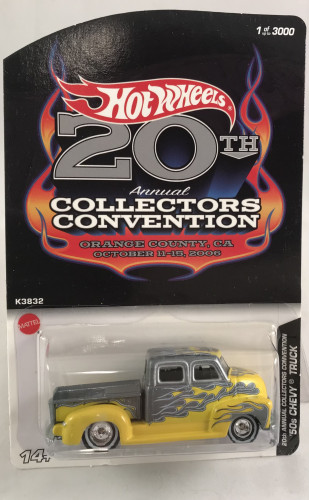 1 of 3000
Hot Wheels
20TH
Annual
COLLECTORS
CONVENTION
ORANGE COUNTY, CA
OCTOBER 11-15, 2006
K3832
MATTEL
20th ANNUAL COLLECTORS CONVENTION
'50s CHEVY® TRUCK
14+